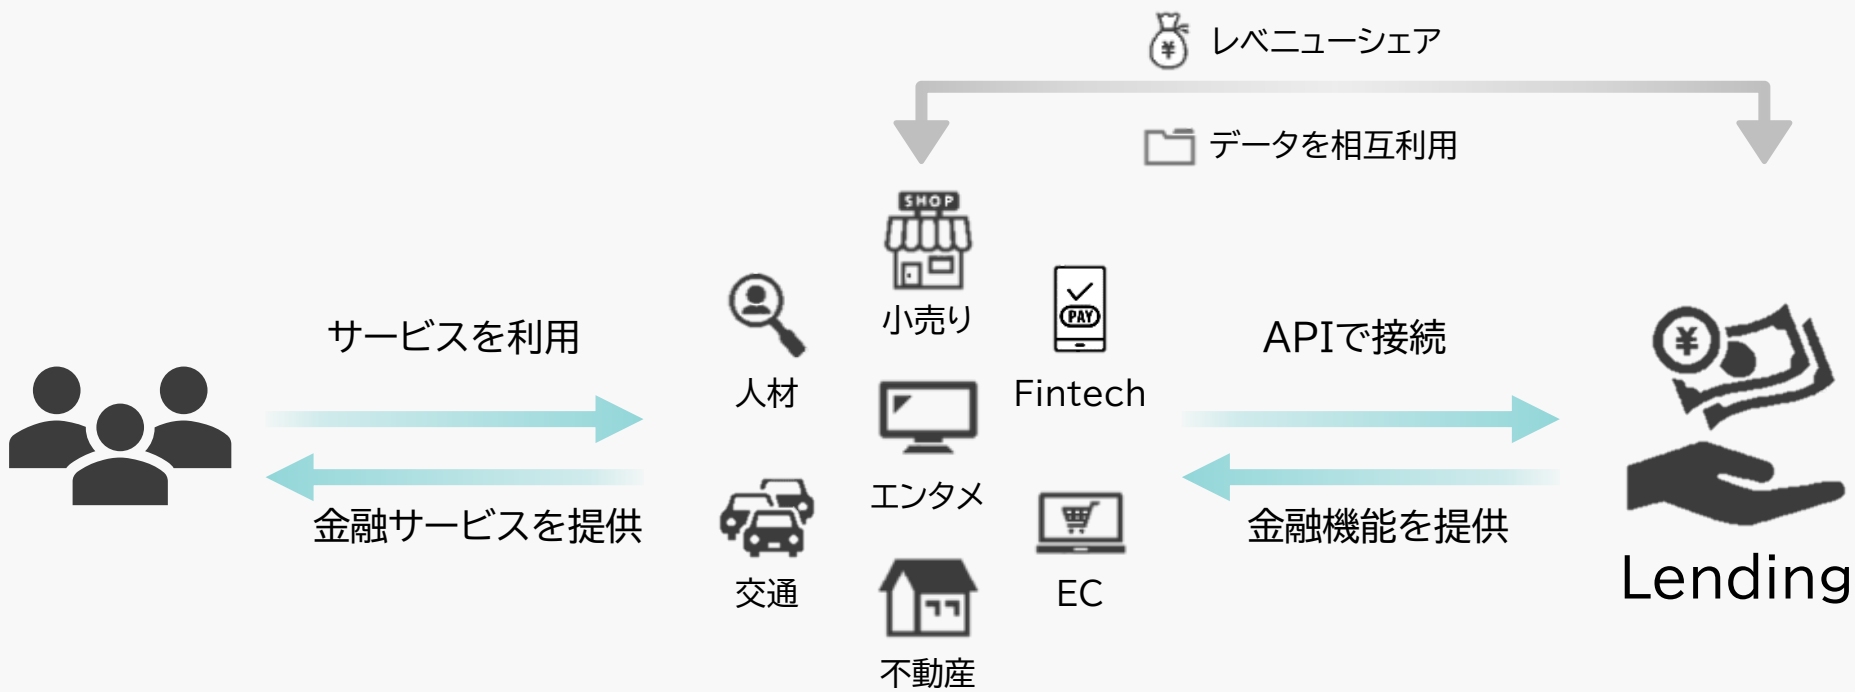 レベニューシェア
データを相互利用
SHOP
小売り
サービスを利用
人材
PAY
Fintech
APIで接続
エンタメ
金融サービスを提供
交通
EC
金融機能を提供
不動産
Lending
¥
¥